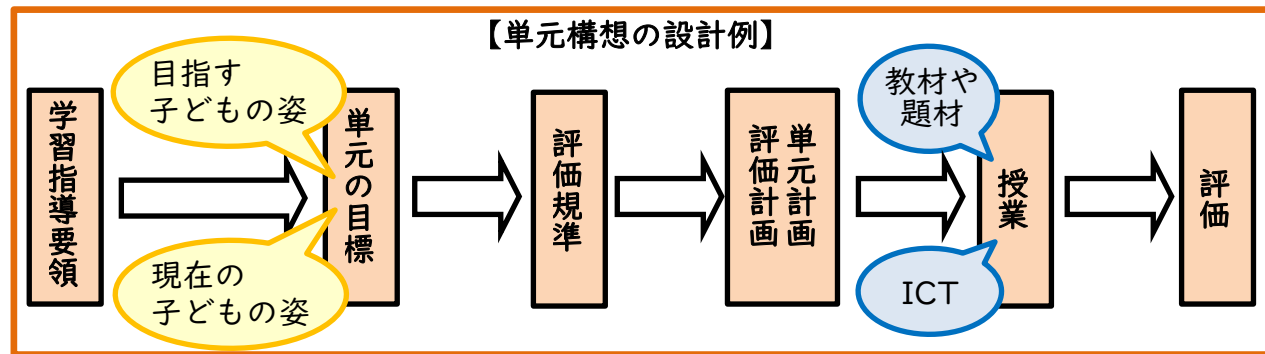 【単元構想の設計例】
学習指導要領
目指す
子どもの姿
現在の
子どもの姿
単元の目標
評価規準
単元計画
評価計画
教材や
題材
ICT
授業
評価